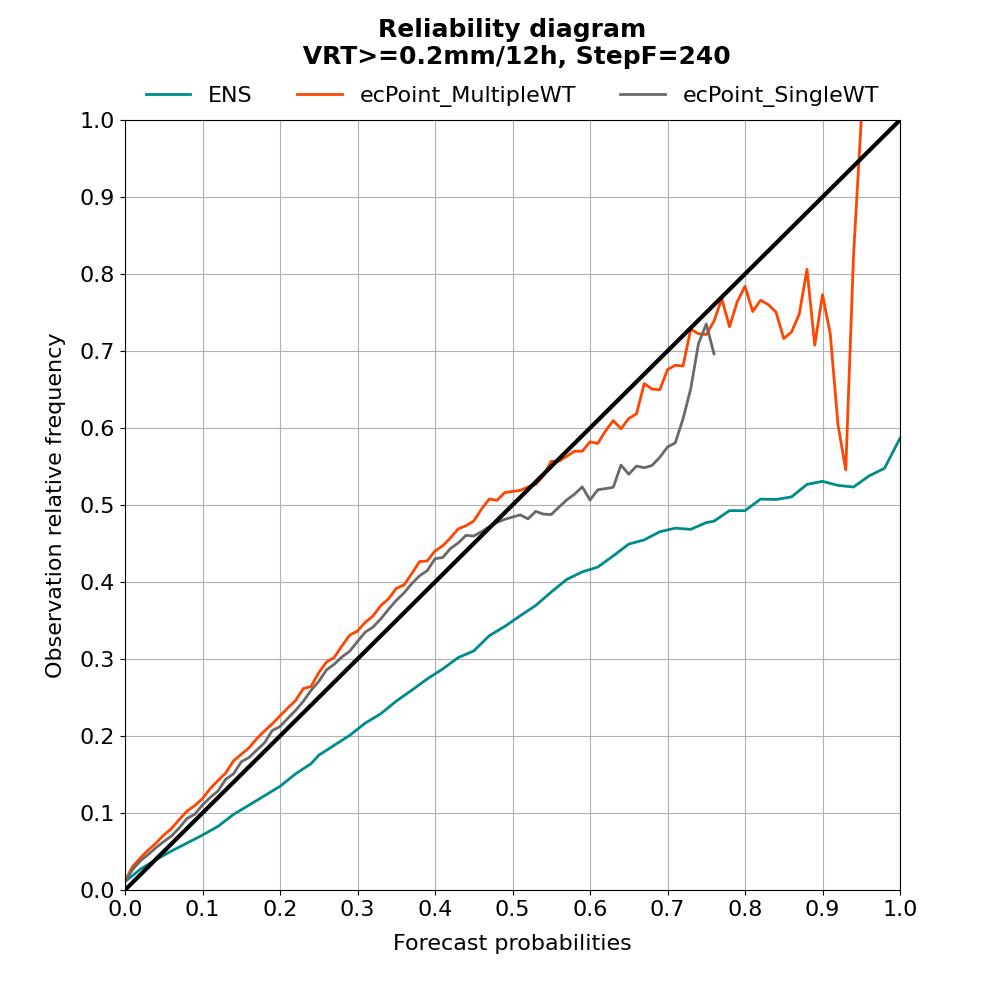 Reliability diagram
VRT>=0.2mm/12h, StepF=240
ENS ecPoint_MultipleWT ecPoint_SingleWT
1.0
0.9
0.8
0.7
0.6
0.5
0.4
0.3
0.2
0.1
0.0
Observation relative frequency
0.0 0.1 0.2 0.3 0.4 0.5 0.6 0.7 0.8 0.9 1.0
Forecast probabilities